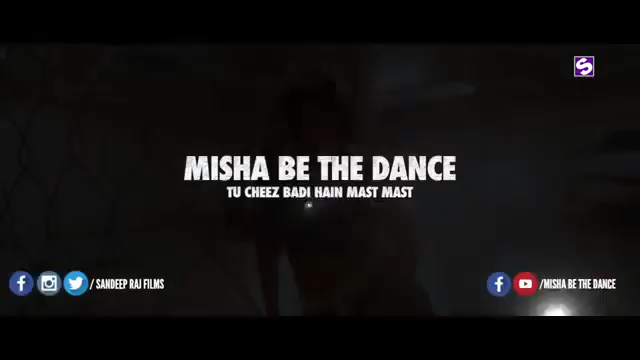 MISHA BE THE DANCE
TU CHEEZ BADI HAIN MAST MAST
/ SANDEEP RAJ FILMS
/MISHA BE THE DANCE